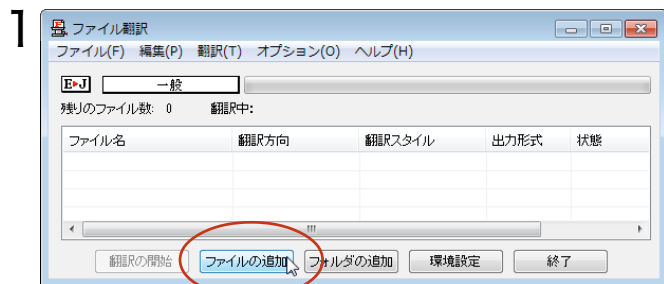 1
ファイル翻訳
ファイル(F) 編集(P) 翻訳(T) オプション(O) ヘルプ(H)
E▸J 一般
残りのファイル数: 0 翻訳中:
ファイル名 翻訳方向 翻訳スタイル 出力形式 状態
翻訳の開始 ファイルの追加 フォルダの追加 環境設定 終了